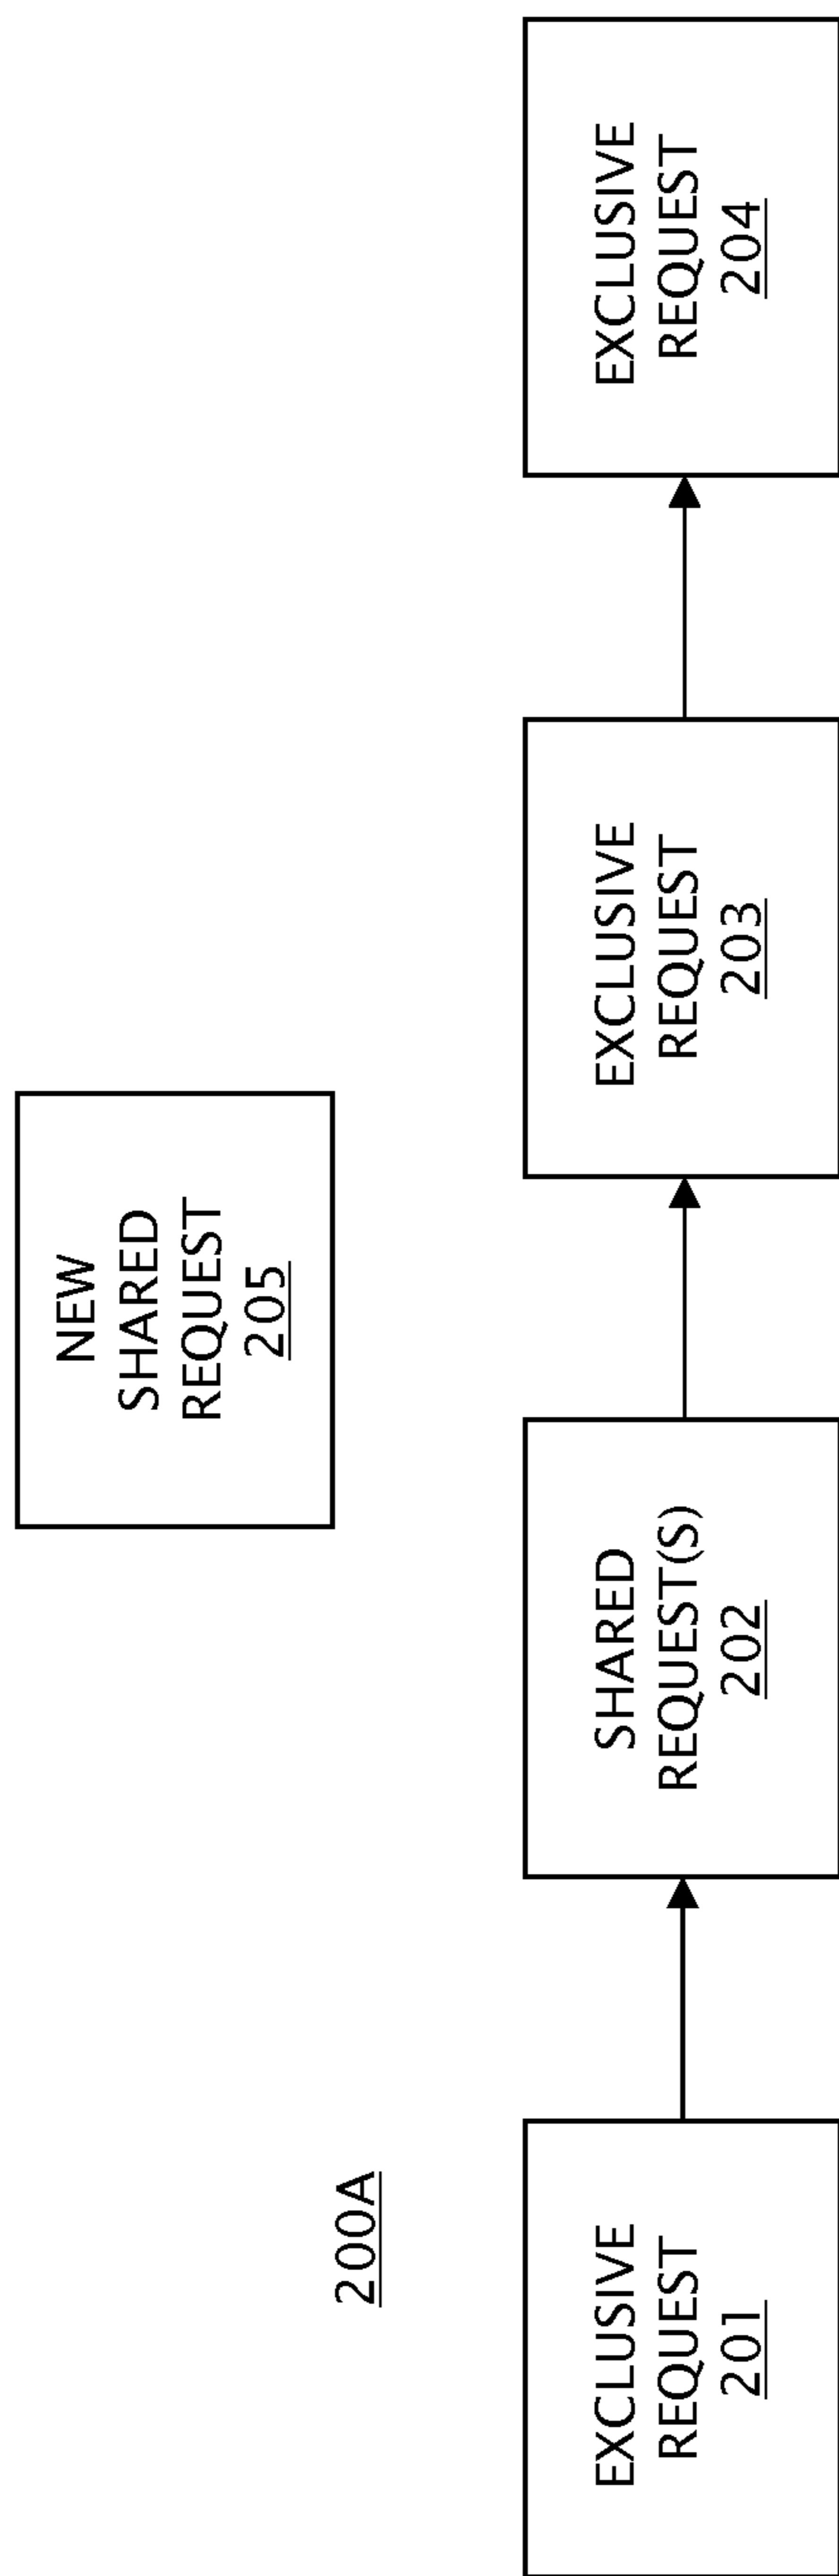 NEW
SHARED
REQUEST
205
200A
EXCLUSIVE
REQUEST
201
SHARED
REQUEST(S)
202
EXCLUSIVE
REQUEST
203
EXCLUSIVE
REQUEST
204